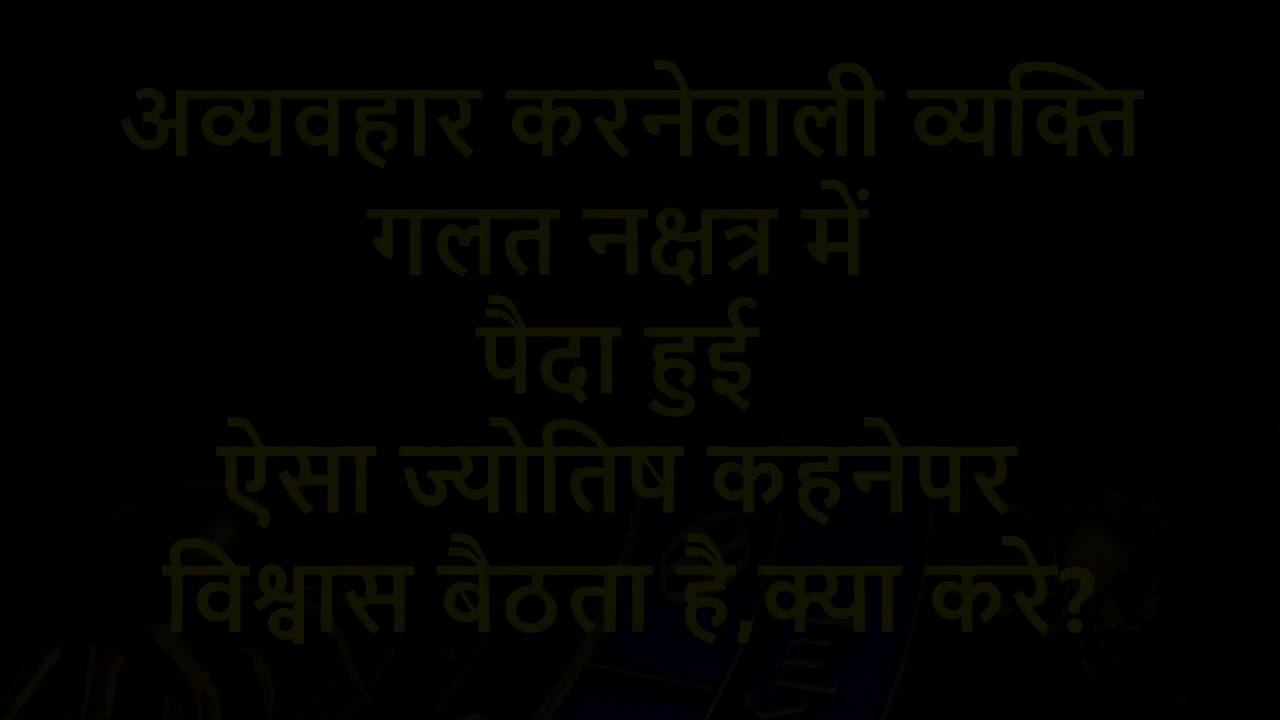 अव्यवहार करनेवाली व्यक्ति
गलत नक्षत्र में
पैदा हुई
ऐसा ज्योतिष कहनेपर
विश्वास बैठता है,क्या करे?